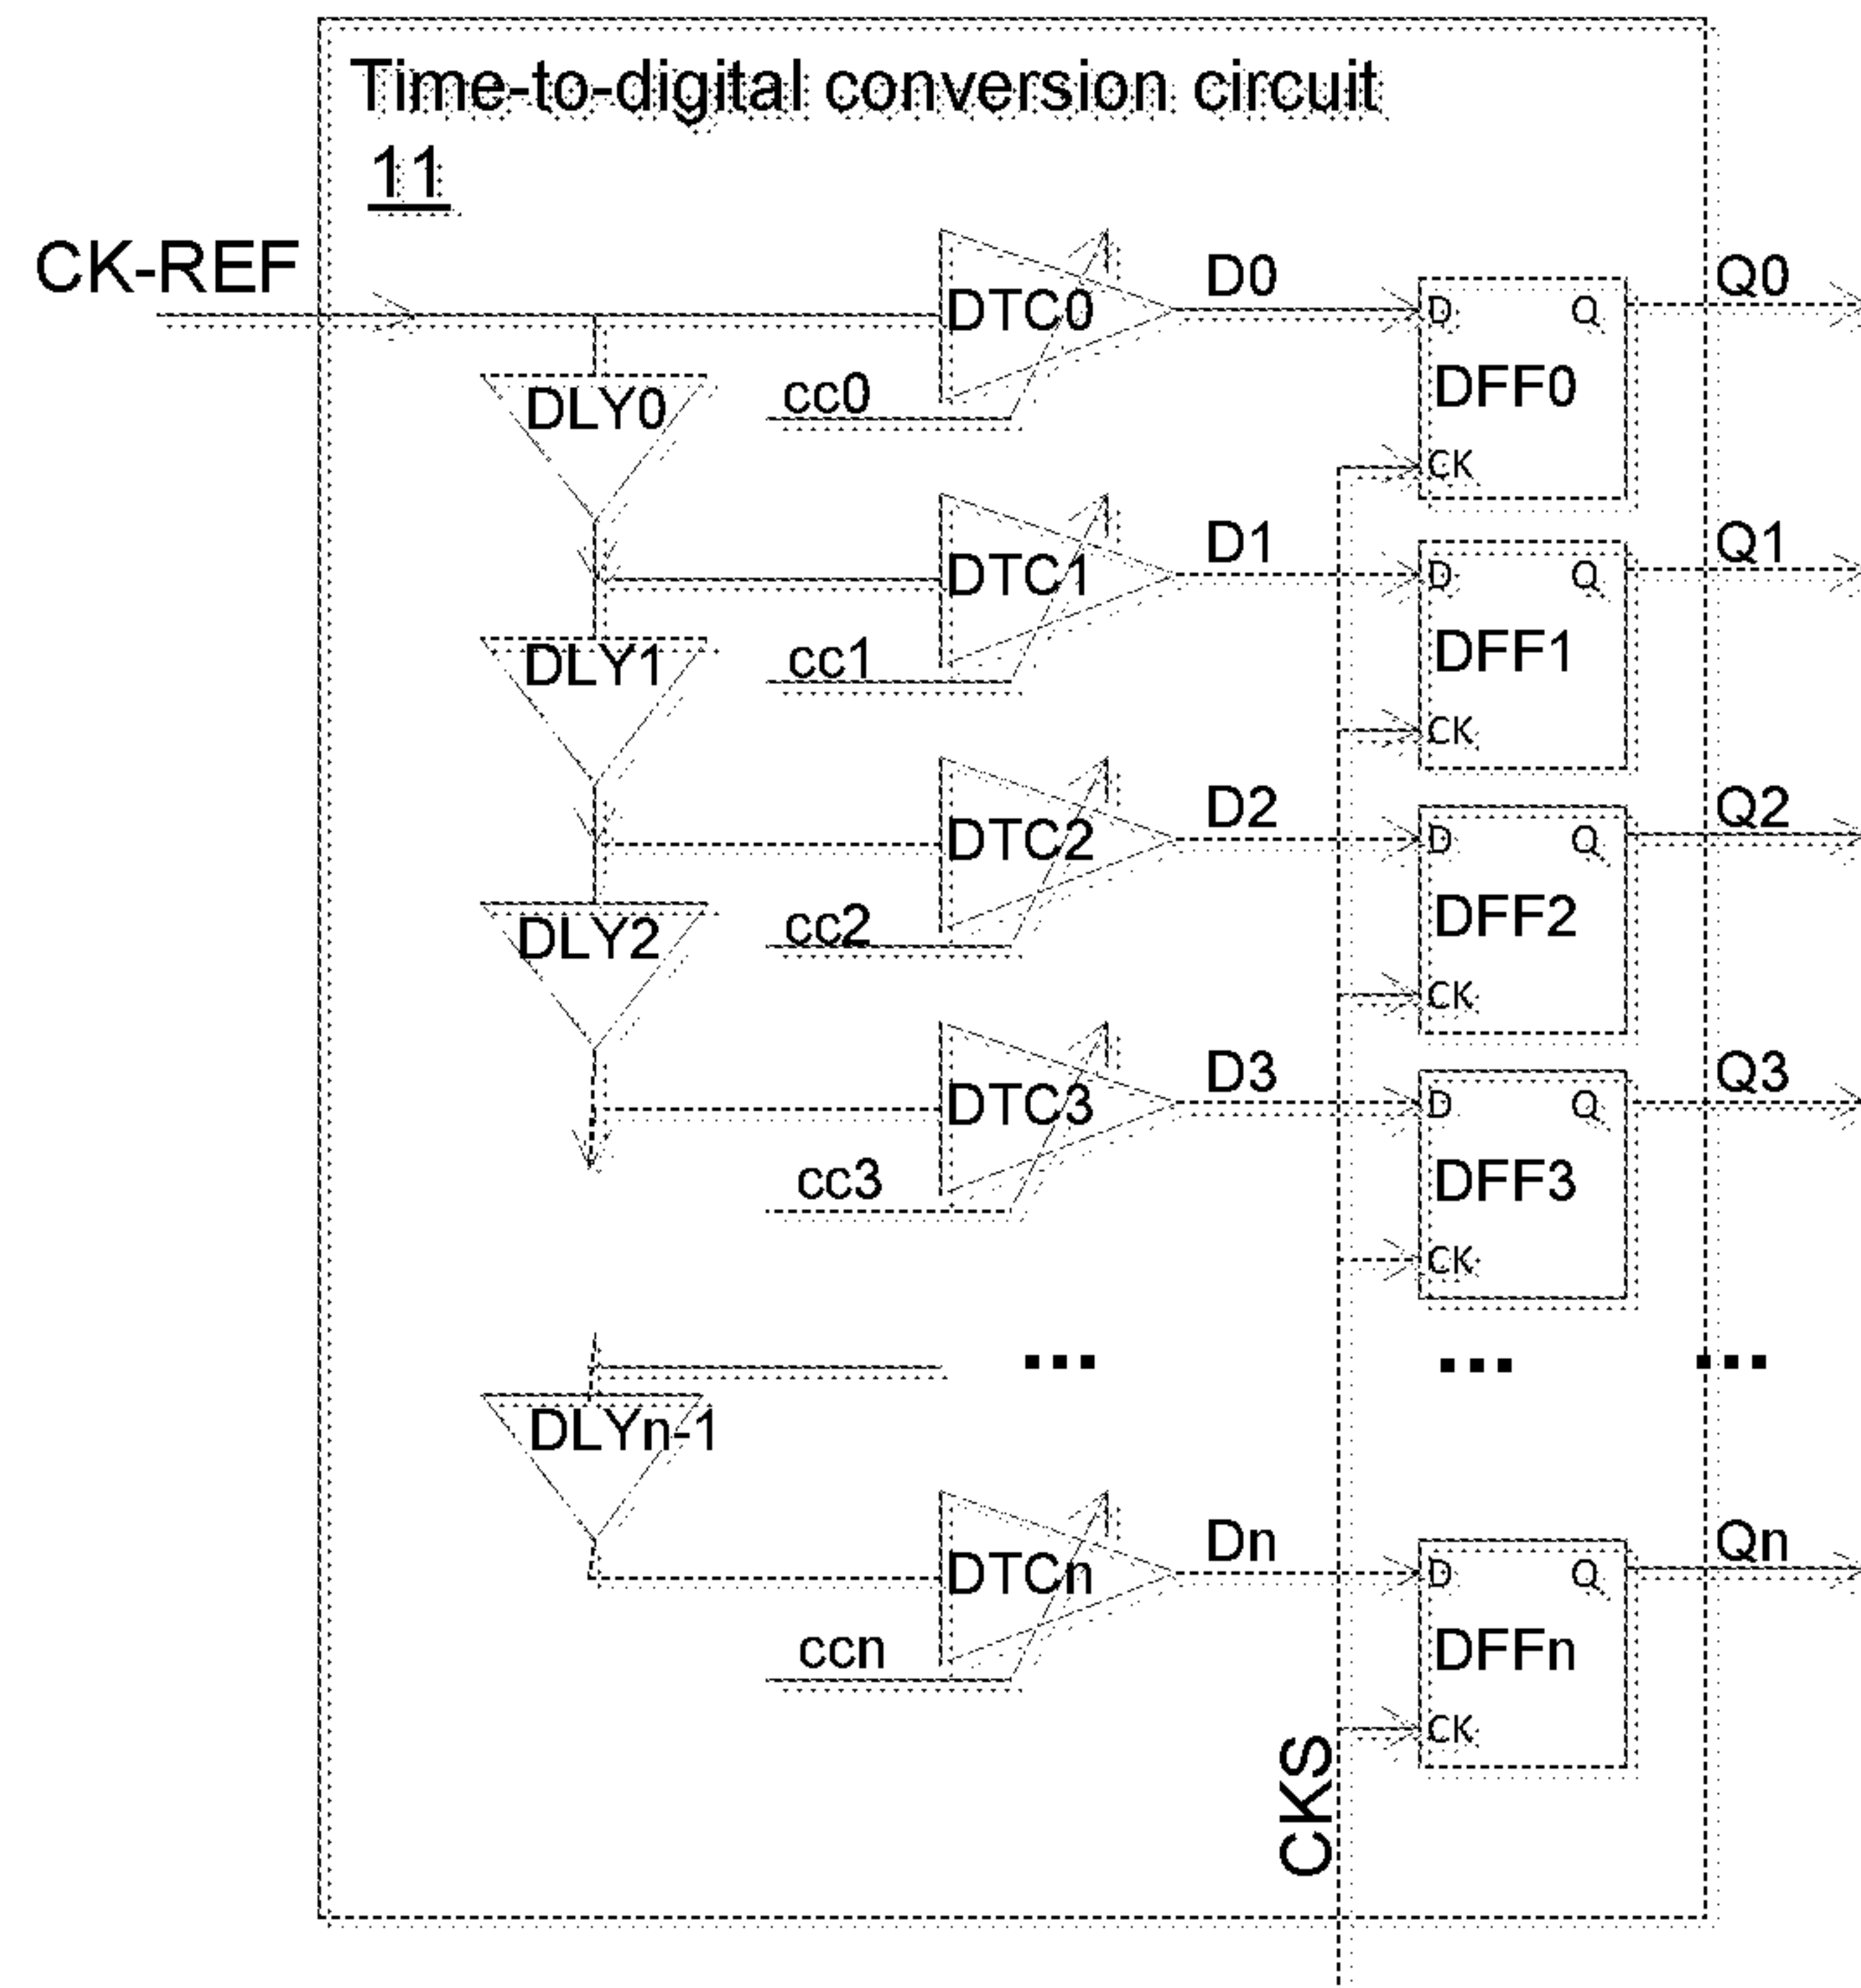 Time-to-digital conversion circuit
11
CK-REF
DTC0
D0
D
Q
Q0
DLY0
cc0
DFF0
CK
DTC1
D1
D
Q
Q1
DLY1
cc1
DFF1
CK
DTC2
D2
D
Q
Q2
DLY2
cc2
DFF2
CK
DTC3
D3
D
Q
Q3
cc3
DFF3
CK
...
...
...
DLYn-1
DTCn
Dn
D
Q
Qn
ccn
DFFn
CK
CKS